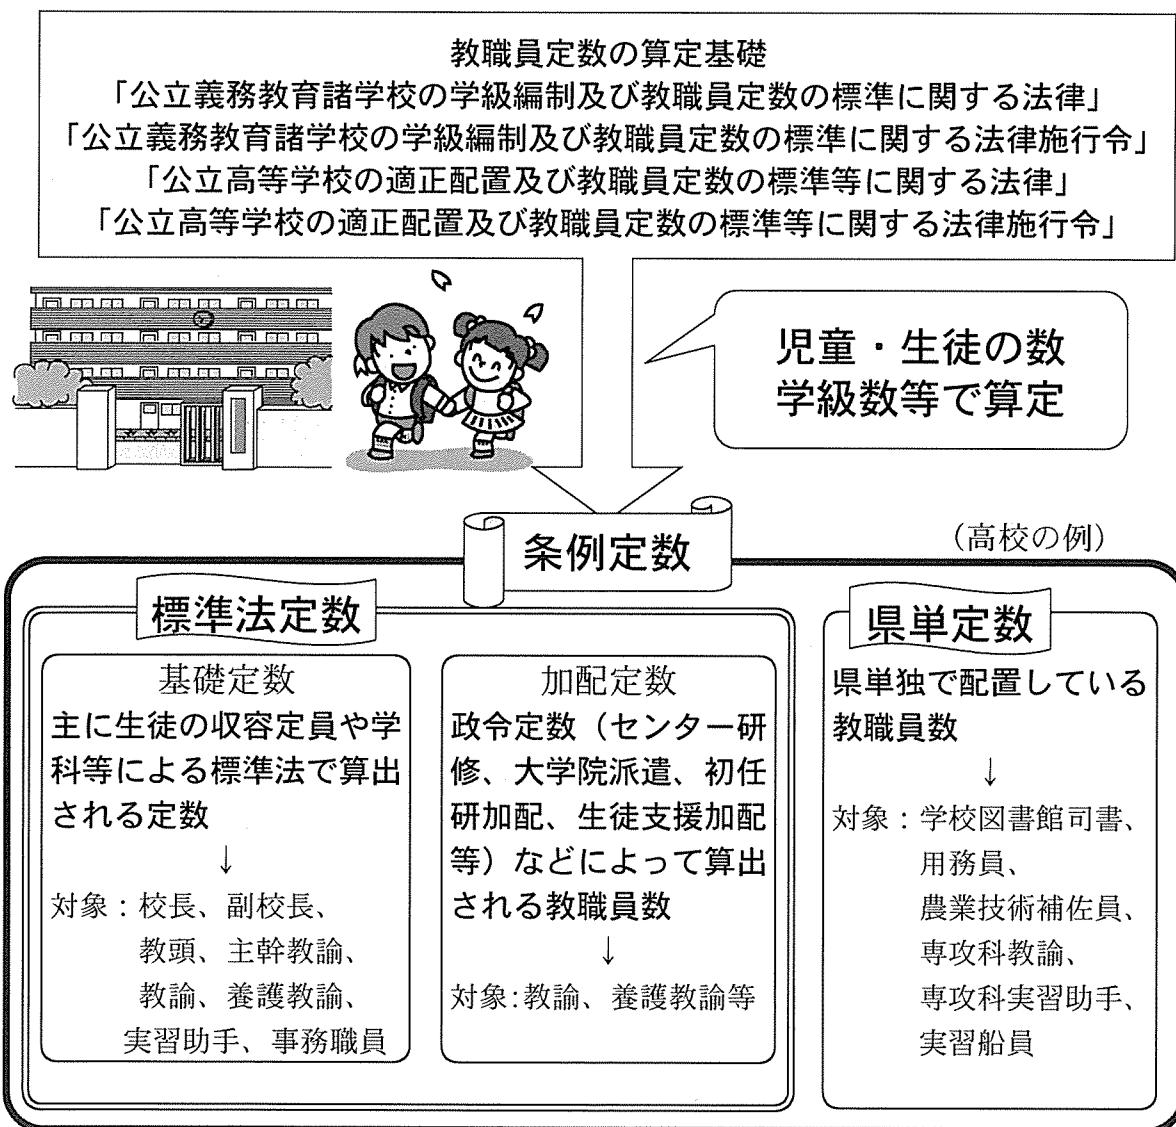 教職員定数の算定基礎
「公立義務教育諸学校の学級編制及び教職員定数の標準に関する法律」
「公立義務教育諸学校の学級編制及び教職員定数の標準に関する法律施行令」
「公立高等学校の適正配置及び教職員定数の標準等に関する法律」
「公立高等学校の適正配置及び教職員定数の標準等に関する法律施行令」
児童・生徒の数
学級数等で算定
条例定数
（高校の例）
標準法定数
基礎定数
主に生徒の収容定員や学
科等による標準法で算出
される定数
↓
対象：校長、副校長、
教頭、主幹教諭、
教諭、養護教諭、
実習助手、事務職員
加配定数
政令定数（センター研
修、大学院派遣、初任
研加配、生徒支援加配
等）などによって算出
される教職員数
↓
対象:教諭、養護教諭等
県単定数
県単独で配置している
教職員数
↓
対象：学校図書館司書、
用務員、
農業技術補佐員、
専攻科教諭、
専攻科実習助手、
実習船員